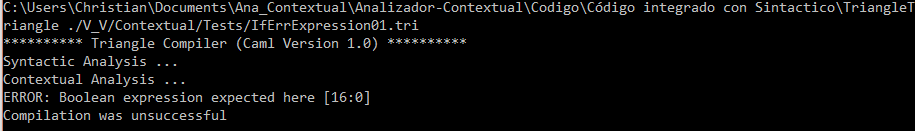 C:\Users\Christian\Documents\Ana_Contextual\Analizador-Contextual\Codigo\Código integrado con Sintactico\TriangleT
riangle ./V_V/Contextual/Tests/IfErrExpression01.tri
********** Triangle Compiler (Caml Version 1.0) **********
Syntactic Analysis ...
Contextual Analysis ...
ERROR: Boolean expression expected here [16:0]
Compilation was unsuccessful